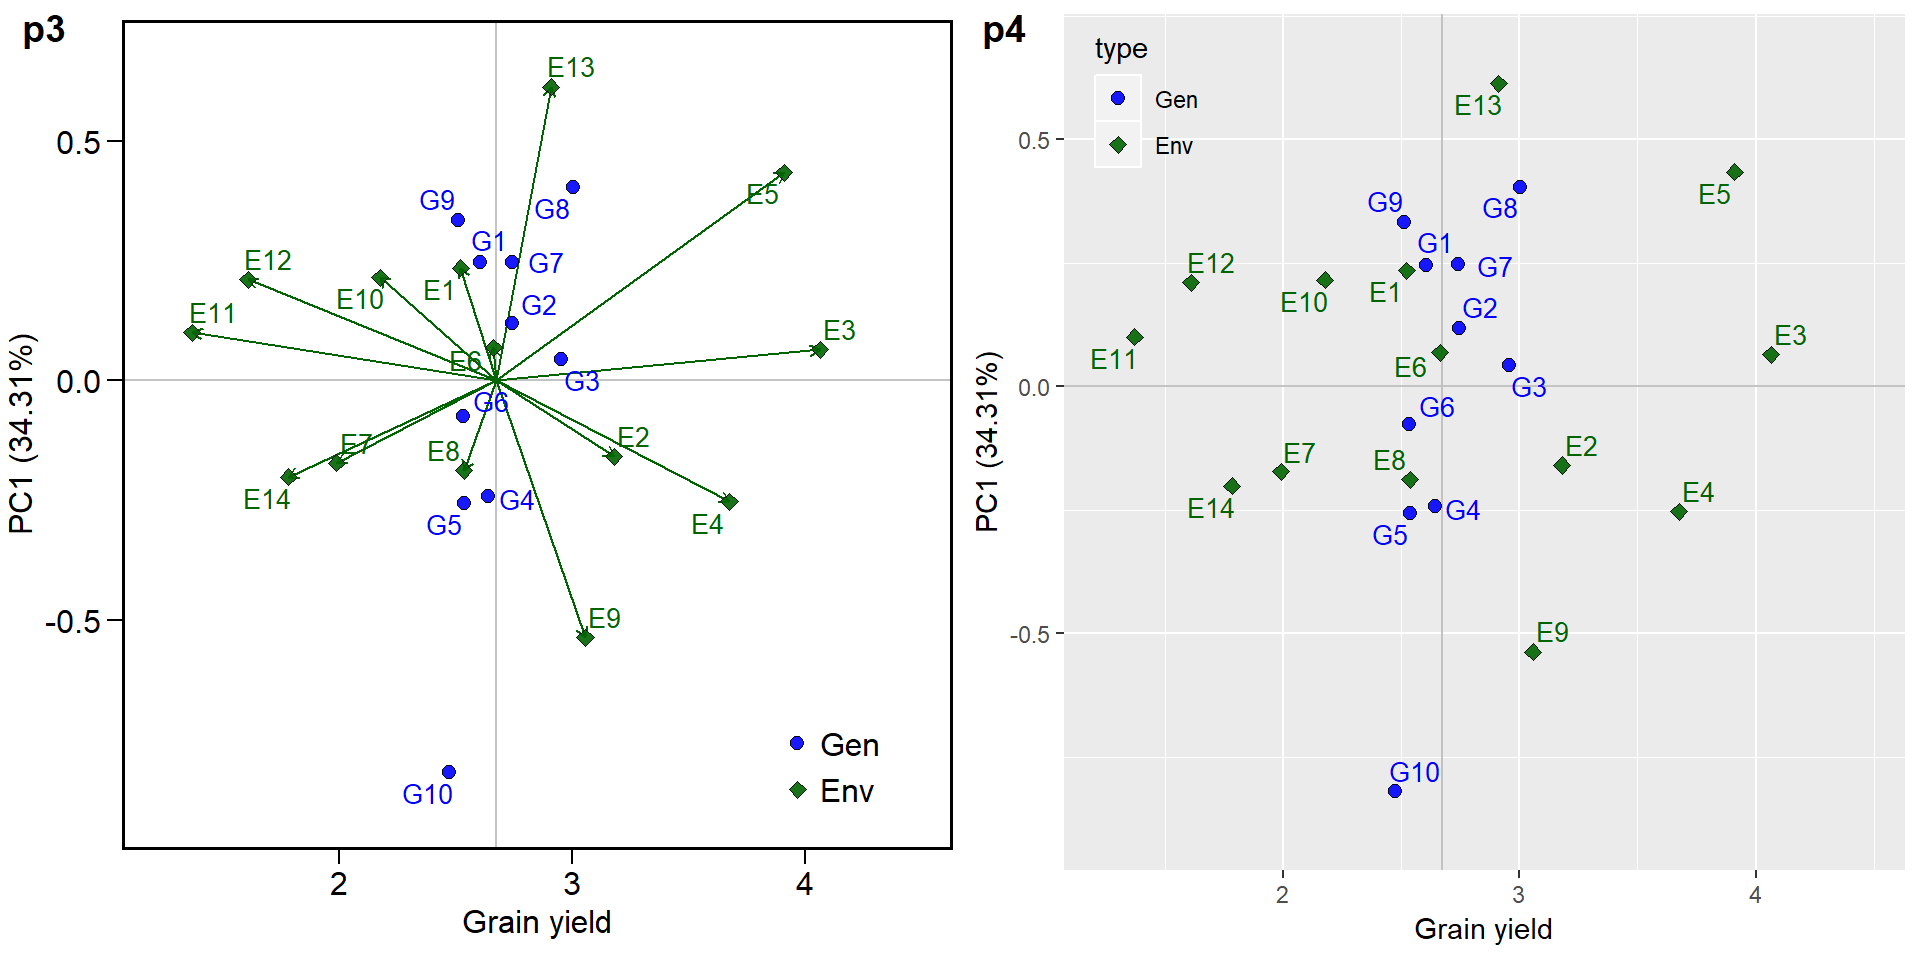 p3
E13
0.5
G9
G8
E5
G1
G7
E12
E10
E1
G2
E11
E3
E6
0.0
G3
G6
E7
E8
E2
E14
G4
G5
E4
-0.5
E9
G10
Gen
Env
2 3 4
Grain yield
PC1 (34.31%)
p4
type
Gen
Env
E13
0.5
E5
G9
G8
G1
E12
G7
E10
E1
G2
E3
E11
E6
0.0
G3
G6
E2
E7
E8
E4
E14
G4
G5
-0.5
E9
G10
2 3 4
Grain yield
PC1 (34.31%)